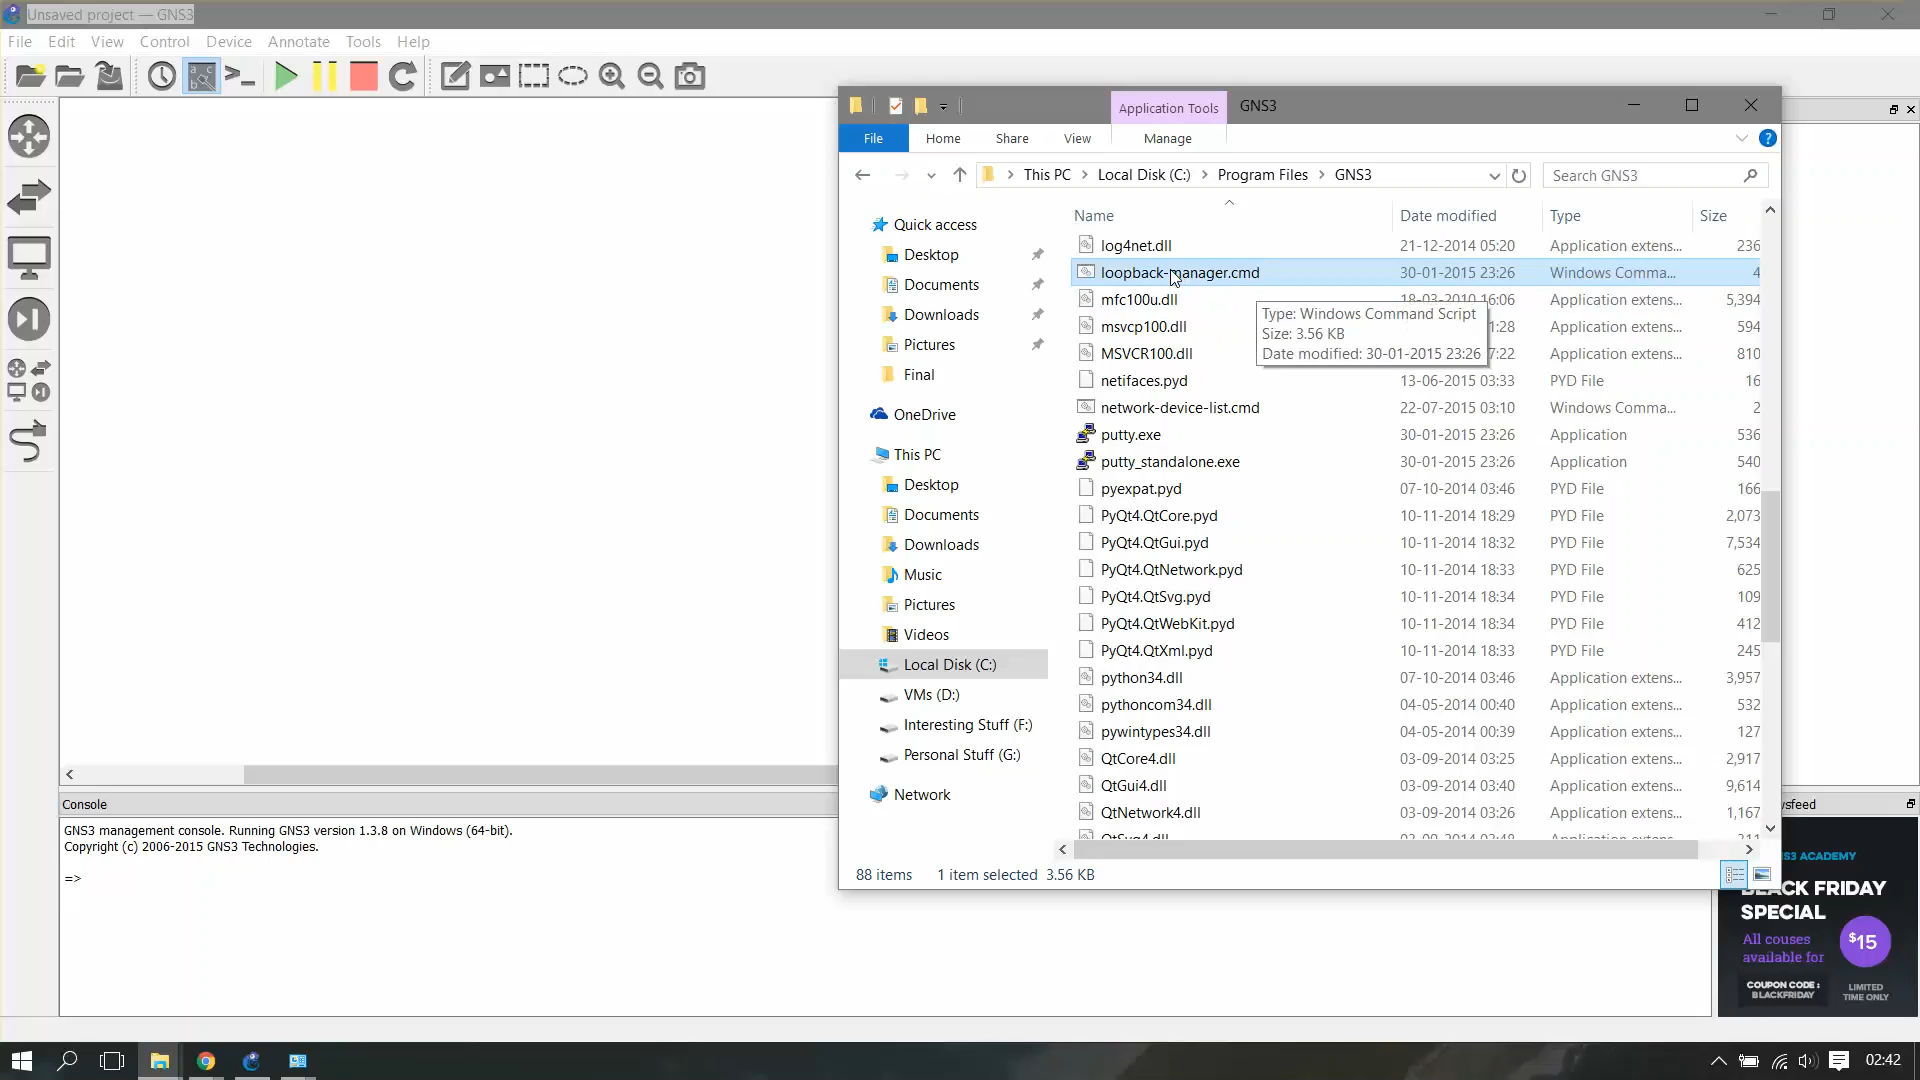 Unsaved project — GNS3
File Edit View Control Device Annotate Tools Help
Application Tools GNS3
File Home Share View Manage
This PC Local Disk (C:) Program Files GNS3
Search GNS3
Quick access
Desktop
Documents
Downloads
Pictures
Final
OneDrive
This PC
Desktop
Documents
Downloads
Music
Pictures
Videos
Local Disk (C:)
VMs (D:)
Interesting Stuff (F:)
Personal Stuff (G:)
Network
Name Date modified Type Size
log4net.dll 21-12-2014 05:20 Application extens... 236
loopback-manager.cmd 30-01-2015 23:26 Windows Comma... 4
mfc100u.dll 18-03-2010 16:06 Application extens... 5,394
msvcp100.dll 1:28 Application extens... 594
MSVCR100.dll 7:22 Application extens... 810
netifaces.pyd 13-06-2015 03:33 PYD File 16
network-device-list.cmd 22-07-2015 03:10 Windows Comma... 2
putty.exe 30-01-2015 23:26 Application 536
putty_standalone.exe 30-01-2015 23:26 Application 540
pyexpat.pyd 07-10-2014 03:46 PYD File 166
PyQt4.QtCore.pyd 10-11-2014 18:29 PYD File 2,073
PyQt4.QtGui.pyd 10-11-2014 18:32 PYD File 7,534
PyQt4.QtNetwork.pyd 10-11-2014 18:33 PYD File 625
PyQt4.QtSvg.pyd 10-11-2014 18:34 PYD File 109
PyQt4.QtWebKit.pyd 10-11-2014 18:34 PYD File 412
PyQt4.QtXml.pyd 10-11-2014 18:33 PYD File 245
python34.dll 07-10-2014 03:46 Application extens... 3,957
pythoncom34.dll 04-05-2014 00:40 Application extens... 532
pywintypes34.dll 04-05-2014 00:39 Application extens... 127
QtCore4.dll 03-09-2014 03:25 Application extens... 2,917
QtGui4.dll 03-09-2014 03:40 Application extens... 9,614
QtNetwork4.dll 03-09-2014 03:26 Application extens... 1,167
Type: Windows Command Script
Size: 3.56 KB
Date modified: 30-01-2015 23:26
88 items 1 item selected 3.56 KB
Console
GNS3 management console. Running GNS3 version 1.3.8 on Windows (64-bit).
Copyright (c) 2006-2015 GNS3 Technologies.
=>
sfeed
S3 ACADEMY
BLACK FRIDAY
SPECIAL
All couses
available for
$15
COUPON CODE :
BLACKFRIDAY
LIMITED
TIME ONLY
02:42